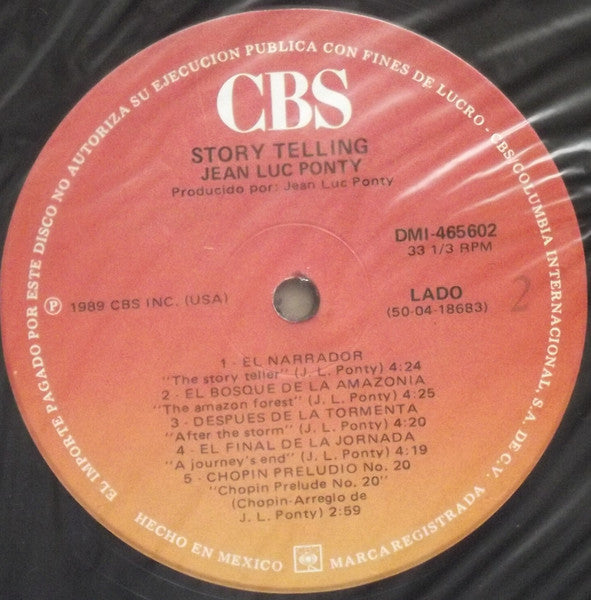 EL IMPORTE PAGADO POR ESTE DISCO NO AUTORIZA SU EJECUCION PUBLICA CON FINES DE LUCRO - CBS/COLUMBIA INTERNACIONAL, S.A. DE C.V.
CBS
STORY TELLING
JEAN LUC PONTY
Producido por: Jean Luc Ponty
DMI-465602
33 1/3 RPM
Ⓟ 1989 CBS INC. (USA)
LADO 2
(50-04-18683)
1 - EL NARRADOR
"The story teller" (J. L. Ponty) 4:24
2 - EL BOSQUE DE LA AMAZONIA
"The amazon forest" (J. L. Ponty) 4:25
3 - DESPUES DE LA TORMENTA
"After the storm" (J. L. Ponty) 4:20
4 - EL FINAL DE LA JORNADA
"A journey's end" (J. L. Ponty) 4:19
5 - CHOPIN PRELUDIO No. 20
"Chopin Prelude No. 20"
(Chopin-Arreglo de
J. L. Ponty) 2:59
HECHO EN MEXICO MARCA REGISTRADA